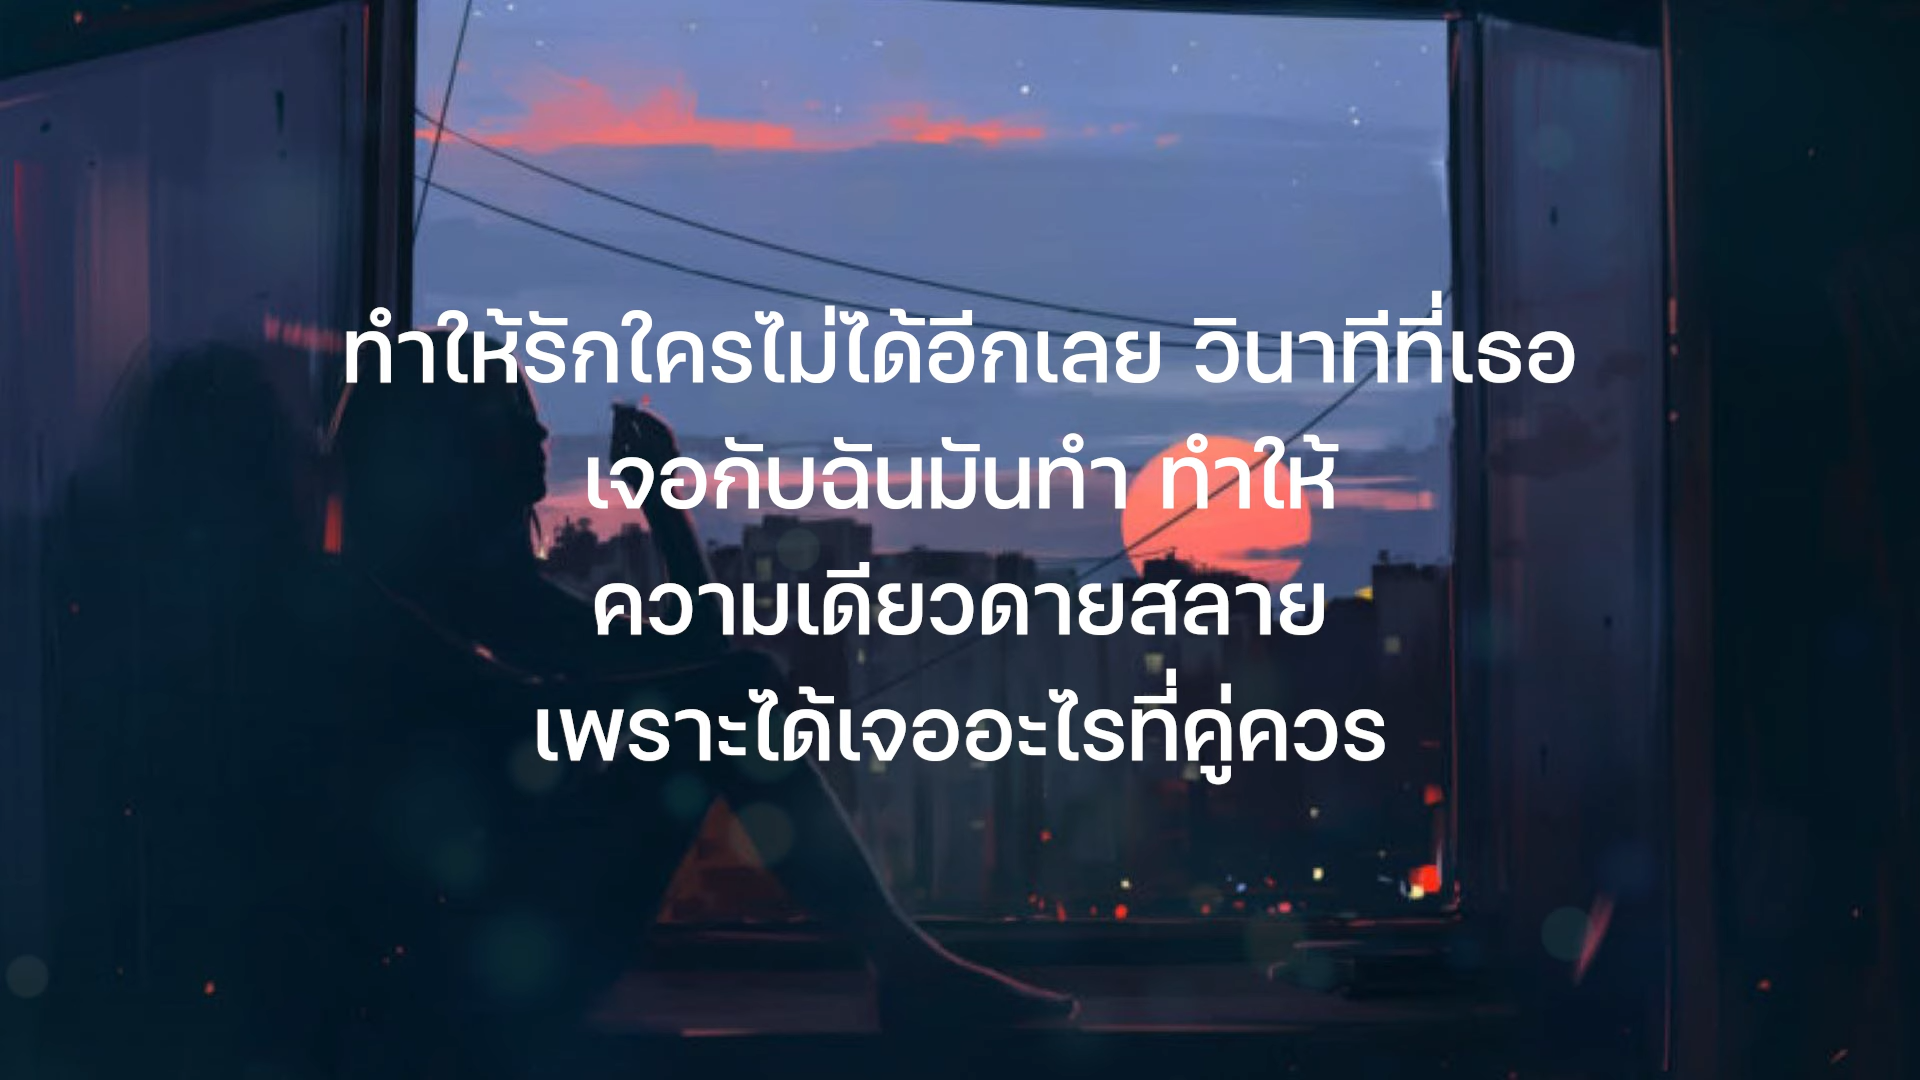 ทำให้รักใครไม่ได้อีกเลย วินาทีที่เธอ
เจอกับฉันมันทำ ทำให้
ความเดียวดายสลาย
เพราะได้เจออะไรที่คู่ควร